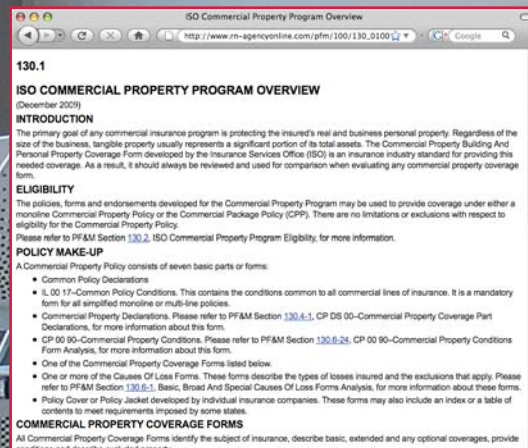 ISO Commercial Property Program Overview
http://www.rn-agencyonline.com/pfm/100/130_0100
Google
130.1
ISO COMMERCIAL PROPERTY PROGRAM OVERVIEW
(December 2009)
INTRODUCTION
The primary goal of any commercial insurance program is protecting the insured's real and business personal property. Regardless of the
size of the business, tangible property usually represents a significant portion of its total assets. The Commercial Property Building And
Personal Property Coverage Form developed by the Insurance Services Office (ISO) is an insurance industry standard for providing this
needed coverage. As a result, it should always be reviewed and used for comparison when evaluating any commercial property coverage
form.
ELIGIBILITY
The policies, forms and endorsements developed for the Commercial Property Program may be used to provide coverage under either a
monoline Commercial Property Policy or the Commercial Package Policy (CPP). There are no limitations or exclusions with respect to
eligibility for the Commercial Property Policy.
Please refer to PF&M Section 130.2, ISO Commercial Property Program Eligibility, for more information.
POLICY MAKE-UP
A Commercial Property Policy consists of seven basic parts or forms:
• Common Policy Declarations
• IL 00 17–Common Policy Conditions. This contains the conditions common to all commercial lines of insurance. It is a mandatory
form for all simplified monoline or multi-line policies.
• Commercial Property Declarations. Please refer to PF&M Section 130.4-1, CP DS 00–Commercial Property Coverage Part
Declarations, for more information about this form.
• CP 00 90–Commercial Property Conditions. Please refer to PF&M Section 130.6-24, CP 00 90–Commercial Property Conditions
Form Analysis, for more information about this form.
• One of the Commercial Property Coverage Forms listed below.
• One or more of the Causes Of Loss Forms. These forms describe the types of losses insured and the exclusions that apply. Please
refer to PF&M Section 130.6-1, Basic, Broad And Special Causes Of Loss Forms Analysis, for more information about these forms.
• Policy Cover or Policy Jacket developed by individual insurance companies. These forms may also include an index or a table of
contents to meet requirements imposed by some states.
COMMERCIAL PROPERTY COVERAGE FORMS
All Commercial Property Coverage Forms identify the subject of insurance, describe basic, extended and any optional coverages, provide
conditions and describe excluded property.